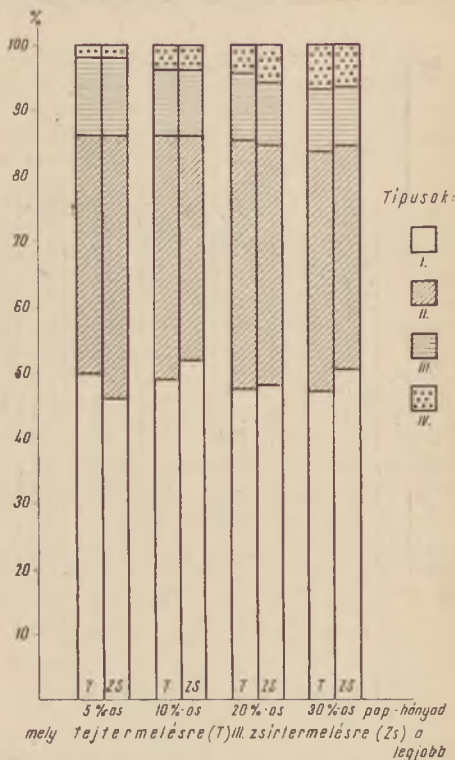 %
100
90
80
70
60
50
40
30
20
10
Típusok:
I.
II.
III.
IV.
T ZS T ZS T ZS T ZS
5 %-os 10 %-os 20 %-os 30 %-os pop-hányad
mely tejtermelésre (T) ill. zsírtermelésre (Zs) a
legjobb